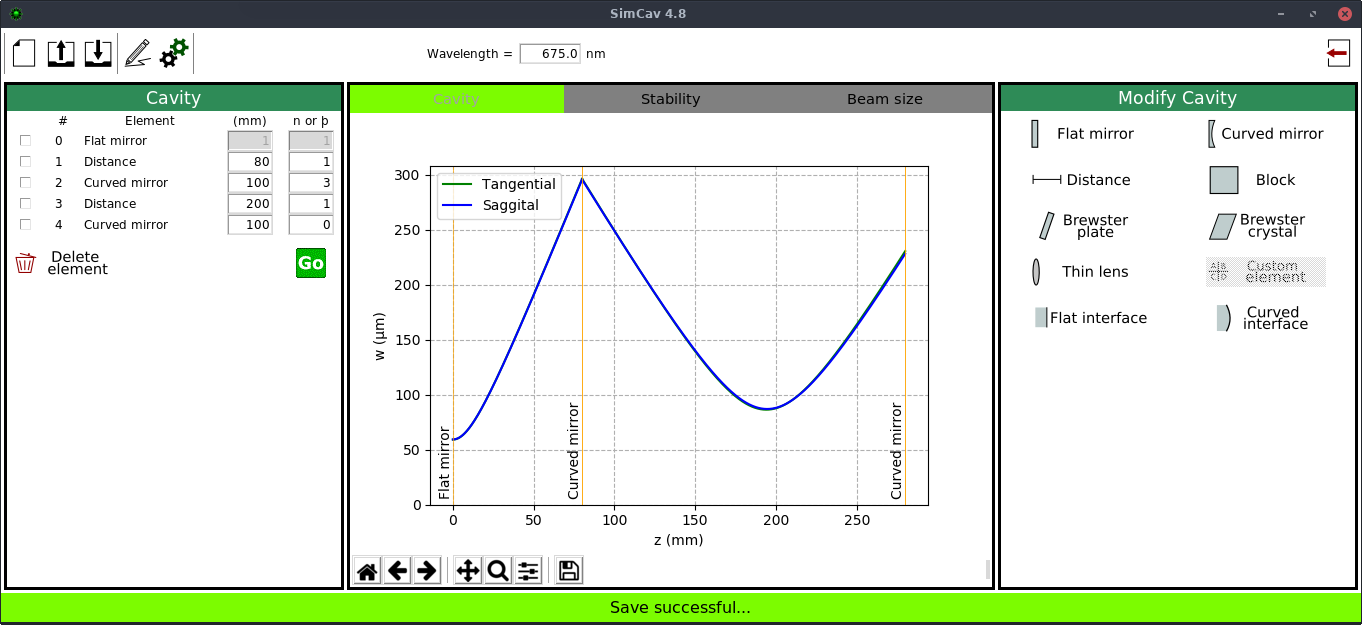 SimCav 4.8
Wavelength = 675.0 nm
Cavity
# Element (mm) n or þ
0 Flat mirror 1 1
1 Distance 80 1
2 Curved mirror 100 3
3 Distance 200 1
4 Curved mirror 100 0
Delete
element
Go
Cavity Stability Beam size
300
250
200
150
100
50
0
w (µm)
Tangential
Saggital
Flat mirror
Curved mirror
Curved mirror
0 50 100 150 200 250
z (mm)
Modify Cavity
Flat mirror
Curved mirror
Distance
Block
Brewster
plate
Brewster
crystal
Thin lens
A B
C D
Custom
element
Flat interface
Curved
interface
Save successful...